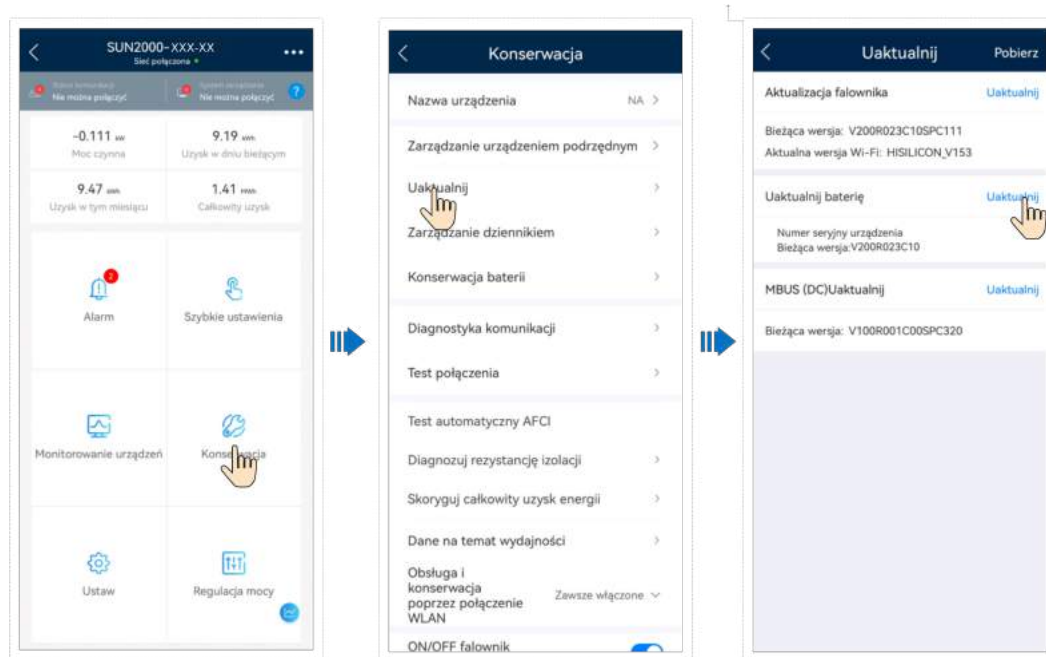 SUN2000-XXX-XX
Sieć połączona
Nie można połączyć
Nie można połączyć
?
-0.111 kW
Moc czynna
9.19 kWh
Uzysk w dniu bieżącym
9.47 kWh
Uzysk w tym miesiącu
1.41 MWh
Całkowity uzysk
2
Alarm
Szybkie ustawienia
Monitorowanie urządzeń
Konserwacja
Ustaw
Regulacja mocy
Konserwacja
Nazwa urządzenia NA >
Zarządzanie urządzeniem podrzędnym >
Uaktualnij >
Zarządzanie dziennikiem >
Konserwacja baterii >
Diagnostyka komunikacji >
Test połączenia >
Test automatyczny AFCI
Diagnozuj rezystancję izolacji >
Skoryguj całkowity uzysk energii >
Dane na temat wydajności >
Obsługa i
konserwacja
poprzez połączenie Zawsze włączone
WLAN
ON/OFF falownik
Uaktualnij Pobierz
Aktualizacja falownika Uaktualnij
Bieżąca wersja: V200R023C10SPC111
Aktualna wersja Wi-Fi: HISILICON_V153
Uaktualnij baterię Uaktualnij
Numer seryjny urządzenia
Bieżąca wersja:V200R023C10
MBUS (DC)Uaktualnij Uaktualnij
Bieżąca wersja: V100R001C00SPC320